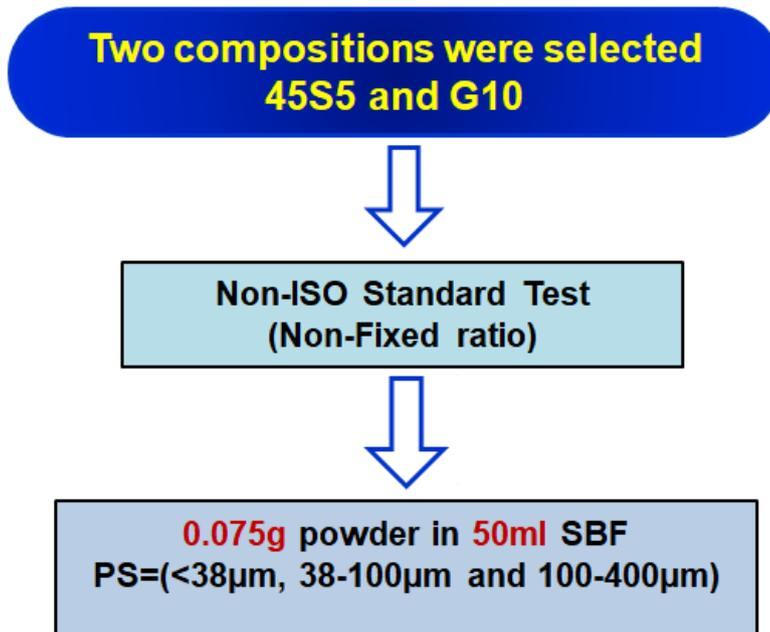 Two compositions were selected
45S5 and G10
Non-ISO Standard Test
(Non-Fixed ratio)
0.075g powder in 50ml SBF
PS=(<38µm, 38-100µm and 100-400µm)